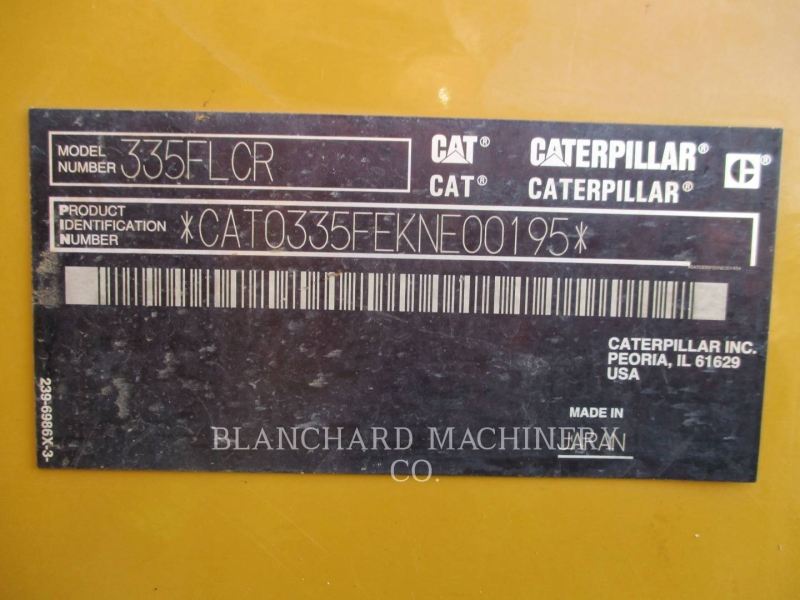 MODEL NUMBER 335FLCR
CAT® CATERPILLAR®
CAT® CATERPILLAR®
PRODUCT IDENTIFICATION NUMBER *CAT0335FEKNE00195*
CATERPILLAR INC.
PEORIA, IL 61629
USA
MADE IN
JAPAN
239-6986X-3-
BLANCHARD MACHINERY
CO.